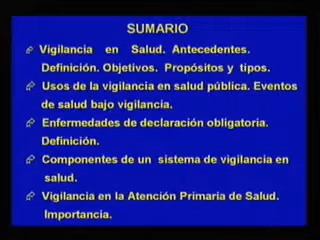 SUMARIO
Vigilancia en Salud. Antecedentes.
Definición. Objetivos. Propósitos y tipos.
Usos de la vigilancia en salud pública. Eventos
de salud bajo vigilancia.
Enfermedades de declaración obligatoria.
Definición.
Componentes de un sistema de vigilancia en
salud.
Vigilancia en la Atención Primaria de Salud.
Importancia.